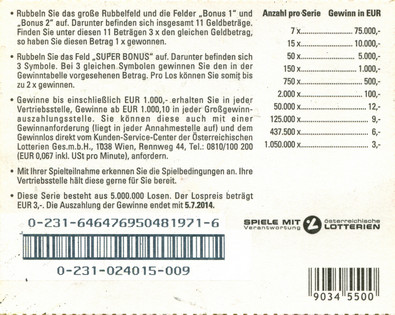 • Rubbeln Sie das große Rubbelfeld und die Felder „Bonus 1" und
„Bonus 2" auf. Darunter befinden sich insgesamt 11 Geldbeträge.
Finden Sie unter diesen 11 Beträgen 3 x den gleichen Geldbetrag,
so haben Sie diesen Betrag 1 x gewonnen.
• Rubbeln Sie das Feld „SUPER BONUS" auf. Darunter befinden sich
3 Symbole. Bei 3 gleichen Symbolen gewinnen Sie den in der
Gewinntabelle vorgesehenen Betrag. Pro Los können Sie somit bis
zu 2 x gewinnen.
• Gewinne bis einschließlich EUR 1.000,- erhalten Sie in jeder
Vertriebsstelle, Gewinne ab EUR 1.000,10 in jeder Großgewinn-
auszahlungsstelle. Sie können diese auch mit einer
Gewinnanforderung (liegt in jeder Annahmestelle auf) und dem
Gewinnlos direkt vom Kunden-Service-Center der Österreichischen
Lotterien Ges.m.b.H., 1038 Wien, Rennweg 44, Tel.: 0810/100 200
(EUR 0,067 inkl. USt pro Minute), anfordern.
• Mit Ihrer Spielteilnahme erkennen Sie die Spielbedingungen an. Ihre
Vertriebsstelle hält diese gerne für Sie bereit.
• Diese Serie besteht aus 5.000.000 Losen. Der Lospreis beträgt
EUR 3,-. Die Auszahlung der Gewinne endet mit 5.7.2014.
Anzahl pro Serie Gewinn in EUR
7 x 75.000,-
15 x 10.000,-
50 x 5.000,-
150 x 1.000,-
750 x 500,-
2.000 x 100,-
50.000 x 12,-
125.000 x 9,-
437.500 x 6,-
1.050.000 x 3,-
0-231-646476950481971-6
0-231-024015-009
SPIELE MIT
Verantwortung
österreichische
LOTTERIEN
9034 5500